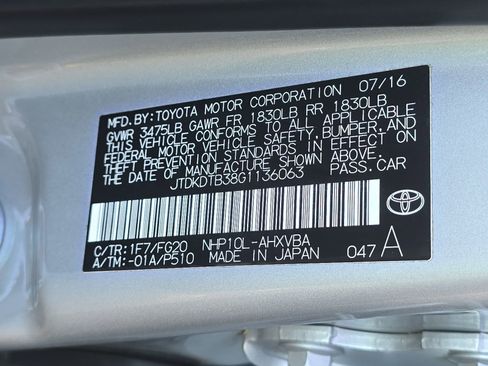 MFD. BY: TOYOTA MOTOR CORPORATION 07/16
GVWR 3475LB GAWR FR 1830LB RR 1830LB
THIS VEHICLE CONFORMS TO ALL APPLICABLE
FEDERAL MOTOR VEHICLE SAFETY, BUMPER, AND
THEFT PREVENTION STANDARDS IN EFFECT ON
THE DATE OF MANUFACTURE SHOWN ABOVE.
JTDKDTB38G1136063 PASS. CAR
C/TR: 1F7/FG20 NHP10L-AHXVBA
A/TM: -01A/P510 MADE IN JAPAN 047 A